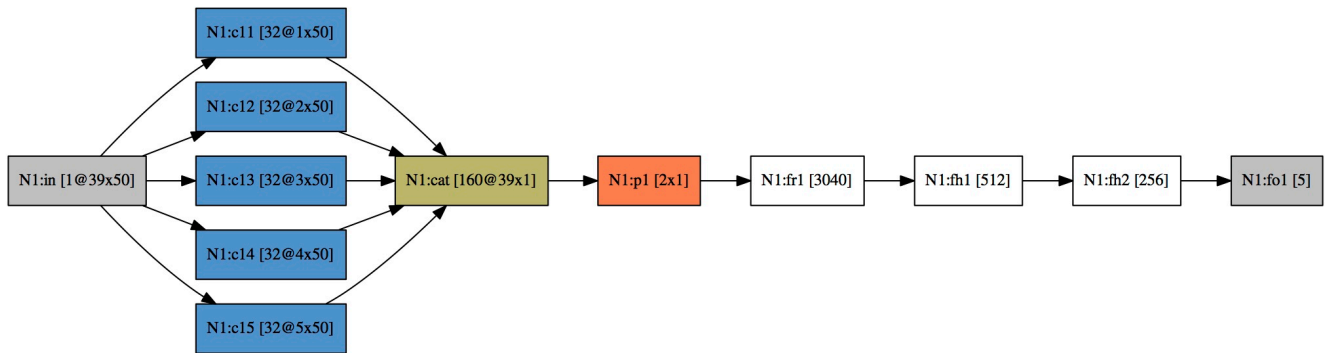 N1:c11 [32@1x50]
N1:c12 [32@2x50]
N1:in [1@39x50]
N1:c13 [32@3x50]
N1:cat [160@39x1]
N1:p1 [2x1]
N1:fr1 [3040]
N1:fh1 [512]
N1:fh2 [256]
N1:fo1 [5]
N1:c14 [32@4x50]
N1:c15 [32@5x50]